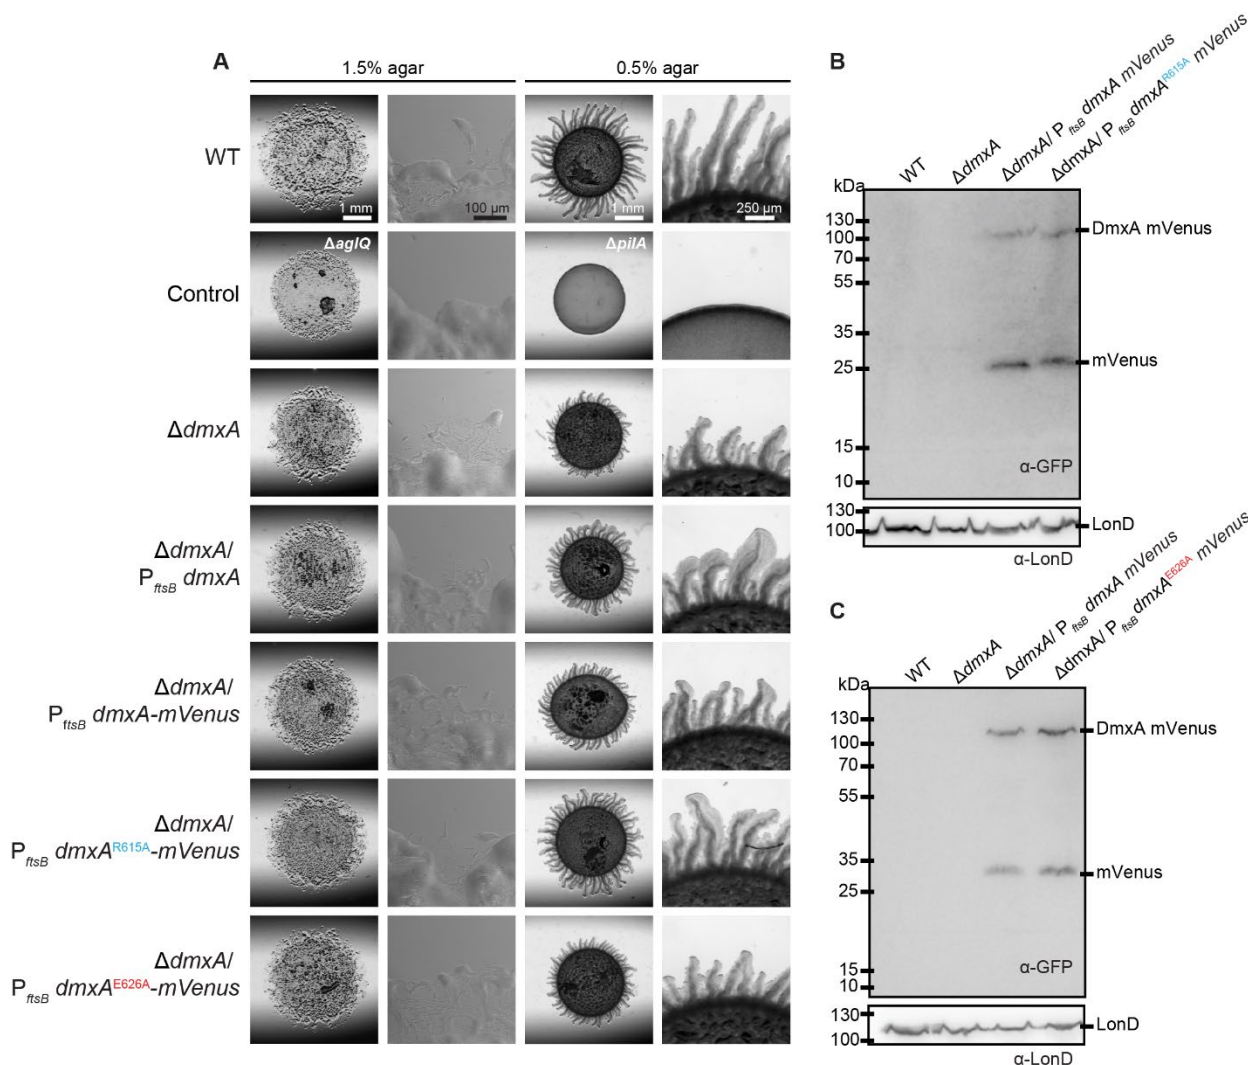 A
1.5% agar
0.5% agar
WT
1 mm
100 µm
1 mm
250 µm
Control
ΔaglQ
ΔpilA
ΔdmxA
ΔdmxA/
PftsB dmxA
ΔdmxA/
PftsB dmxA-mVenus
ΔdmxA/
PftsB dmxAR615A-mVenus
ΔdmxA/
PftsB dmxAE626A-mVenus
B
WT
ΔdmxA
ΔdmxA/ PftsB dmxA mVenus
ΔdmxA/ PftsB dmxAR615A mVenus
kDa
130
100
70
55
35
25
15
10
DmxA mVenus
mVenus
α-GFP
130
100
LonD
α-LonD
C
WT
ΔdmxA
ΔdmxA/ PftsB dmxA mVenus
ΔdmxA/ PftsB dmxAE626A mVenus
kDa
130
100
70
55
35
25
15
10
DmxA mVenus
mVenus
α-GFP
130
100
LonD
α-LonD